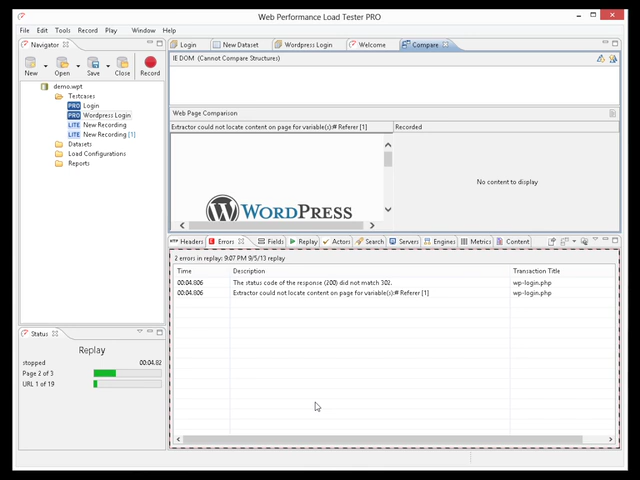 Web Performance Load Tester PRO
File Edit Tools Record Play Window Help
Navigator
New Open Save Close Record
demo.wpt
Testcases
PRO Login
PRO Wordpress Login
LITE New Recording
LITE New Recording [1]
Datasets
Load Configurations
Reports
Login New Dataset Wordpress Login Welcome Compare
IE DOM (Cannot Compare Structures)
Web Page Comparison
Extractor could not locate content on page for variable(s):# Referer [1] Recorded
WORDPRESS
No content to display
HTTP Headers Errors Fields Replay Actors Search Servers Engines Metrics Content
2 errors in replay: 9:07 PM 9/5/13 replay
Time Description Transaction Title
00:04.806 The status code of the response (200) did not match 302. wp-login.php
00:04.806 Extractor could not locate content on page for variable(s):# Referer [1] wp-login.php
Status
Replay
stopped 00:04.82
Page 2 of 3
URL 1 of 19